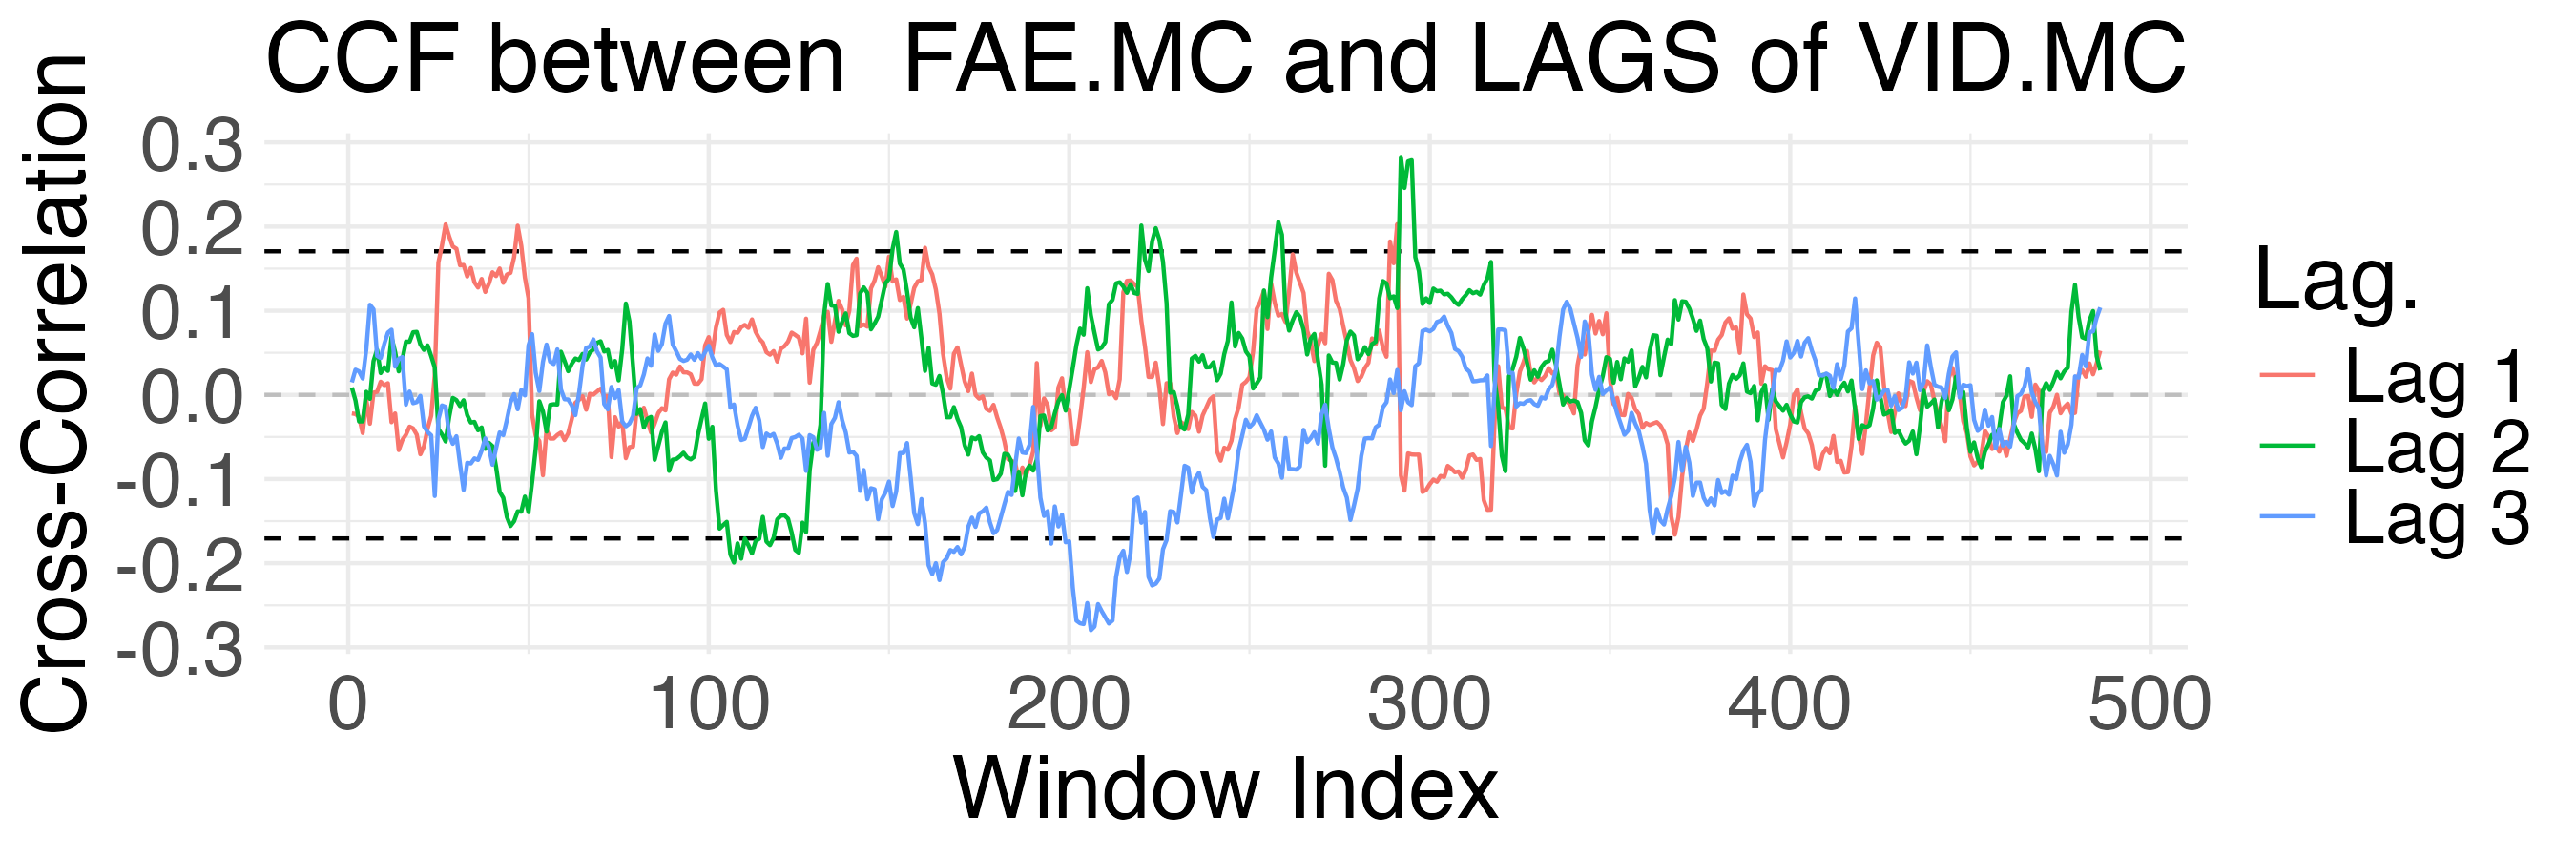 CCF between  FAE.MC and LAGS of VID.MC
Cross-Correlation
0.3
0.2
0.1
0.0
-0.1
-0.2
-0.3
0 100 200 300 400 500
Window Index
Lag.
Lag 1
Lag 2
Lag 3